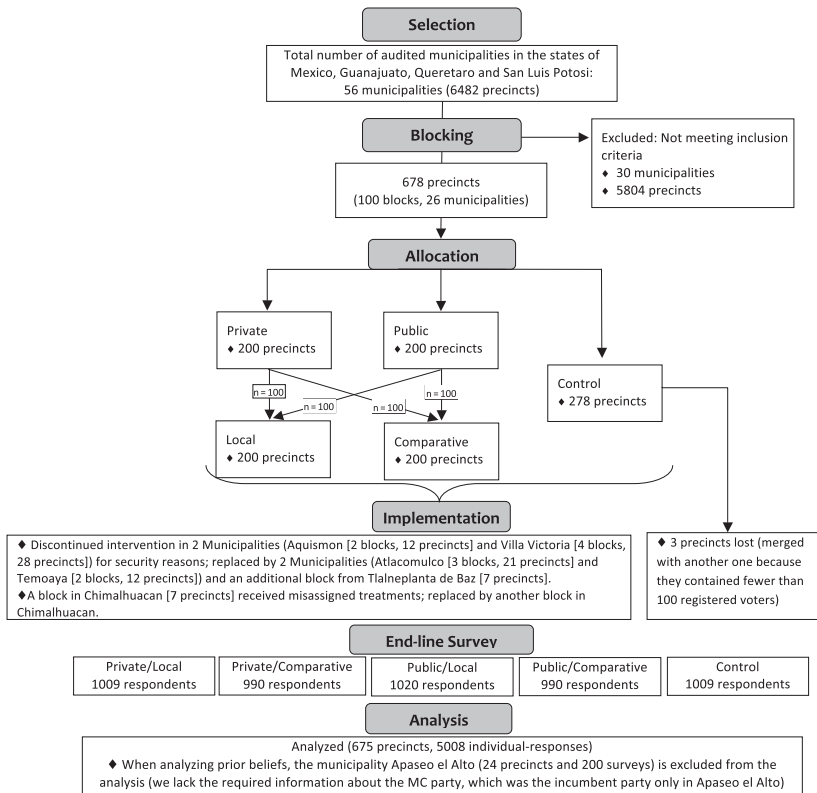 Selection
Total number of audited municipalities in the states of
Mexico, Guanajuato, Queretaro and San Luis Potosi:
56 municipalities (6482 precincts)
Blocking
Excluded: Not meeting inclusion
criteria
♦ 30 municipalities
♦ 5804 precincts
678 precincts
(100 blocks, 26 municipalities)
Allocation
Private
♦ 200 precincts
Public
♦ 200 precincts
Control
♦ 278 precincts
n = 100
n = 100
n = 100
n = 100
Local
♦ 200 precincts
Comparative
♦ 200 precincts
Implementation
♦ Discontinued intervention in 2 Municipalities (Aquismon [2 blocks, 12 precincts] and Villa Victoria [4 blocks,
28 precincts]) for security reasons; replaced by 2 Municipalities (Atlacomulco [3 blocks, 21 precincts] and
Temoaya [2 blocks, 12 precincts]) and an additional block from Tlalneplanta de Baz [7 precincts].
♦A block in Chimalhuacan [7 precincts] received misassigned treatments; replaced by another block in
Chimalhuacan.
♦ 3 precincts lost (merged
with another one because
they contained fewer than
100 registered voters)
End-line Survey
Private/Local
1009 respondents
Private/Comparative
990 respondents
Public/Local
1020 respondents
Public/Comparative
990 respondents
Control
1009 respondents
Analysis
Analyzed (675 precincts, 5008 individual-responses)
♦ When analyzing prior beliefs, the municipality Apaseo el Alto (24 precincts and 200 surveys) is excluded from the
analysis (we lack the required information about the MC party, which was the incumbent party only in Apaseo el Alto)